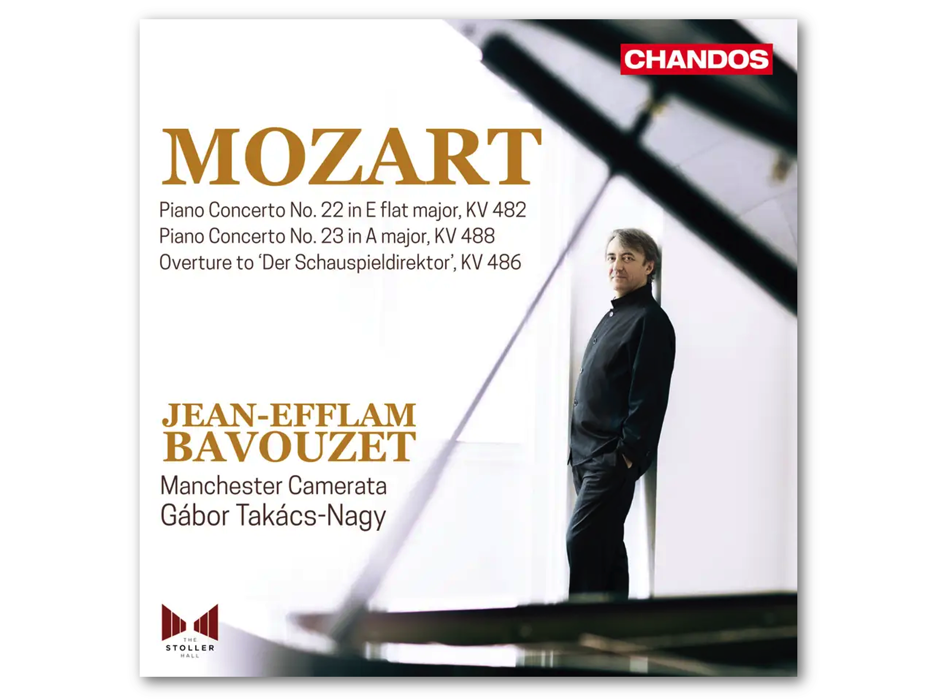 CHANDOS
MOZART
Piano Concerto No. 22 in E flat major, KV 482
Piano Concerto No. 23 in A major, KV 488
Overture to ‘Der Schauspieldirektor’, KV 486
JEAN-EFFLAM
BAVOUZET
Manchester Camerata
Gábor Takács-Nagy
THE
STOLLER
HALL